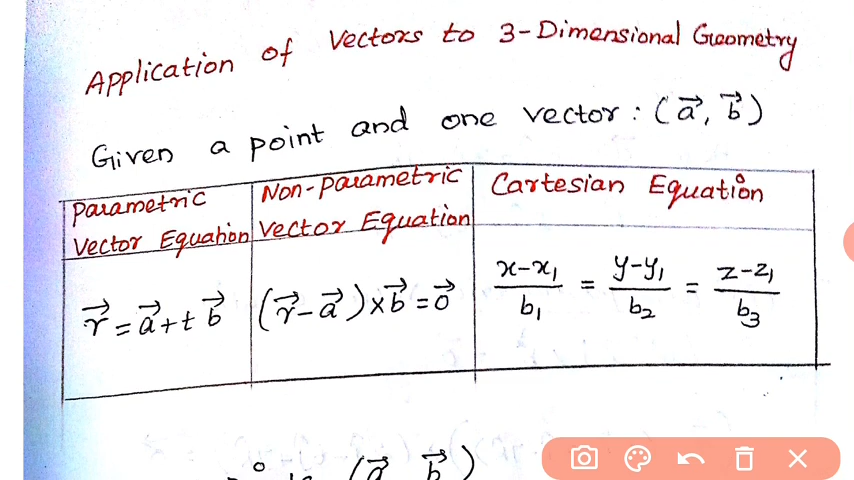 Application of Vectors to 3-Dimensional Geometry
Given a point and one vector : (a⃗, b⃗)
Parametric Vector Equation
Non-parametric Vector Equation
Cartesian Equation
r⃗ = a⃗ + t b⃗
(r⃗ - a⃗) × b⃗ = 0⃗
x-x₁/b₁ = y-y₁/b₂ = z-z₁/b₃
(a⃗, b⃗)